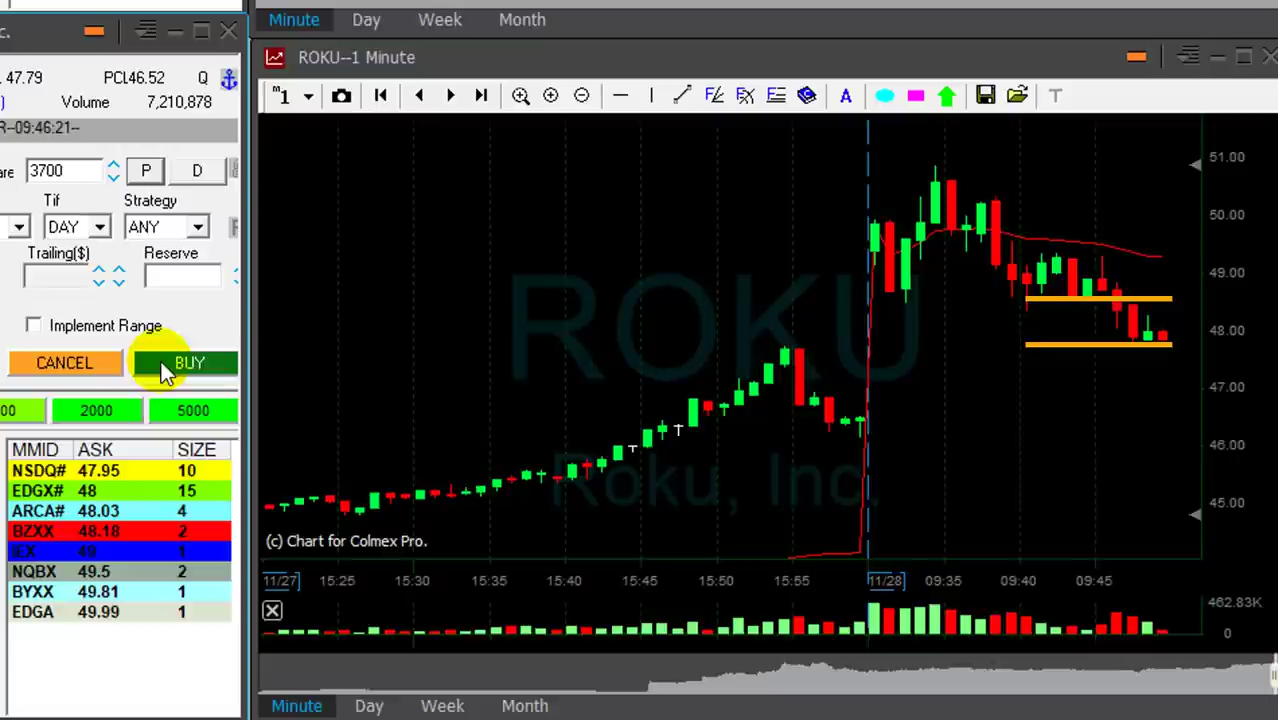 Minute Day Week Month
c.
ROKU--1 Minute
47.79 PCL46.52 Q
) Volume 7,210,878
R--09:46:21--
are 3700 P D
Tif Strategy
DAY ANY
Trailing($) Reserve
Implement Range
CANCEL BUY
00 2000 5000
MMID ASK SIZE
NSDQ# 47.95 10
EDGX# 48 15
ARCA# 48.03 4
BZXX 48.18 2
IEX 49 1
NQBX 49.5 2
BYXX 49.81 1
EDGA 49.99 1
m1
A
T
51.00
50.00
49.00
48.00
47.00
46.00
45.00
ROKU
Roku, Inc.
T T
(c) Chart for Colmex Pro.
11/27 15:25 15:30 15:35 15:40 15:45 15:50 15:55 11/28 09:35 09:40 09:45
462.83K
0
Minute Day Week Month